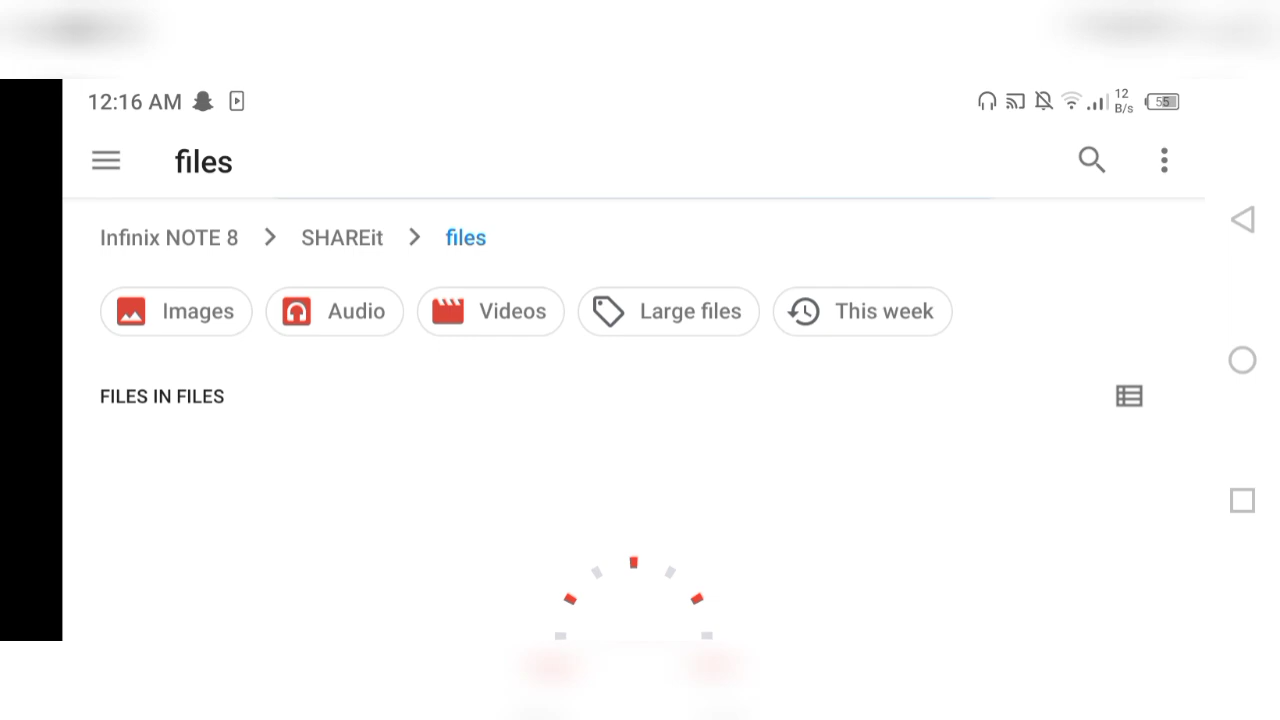 12:16 AM 12 B/s 55
files
Infinix NOTE 8 SHAREit files
Images Audio Videos Large files This week
FILES IN FILES